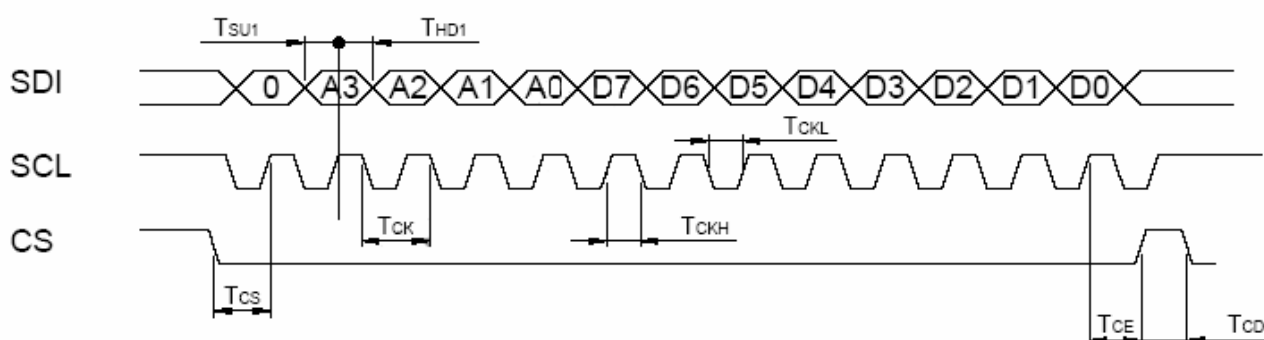 TSU1 THD1
SDI 0 A3 A2 A1 A0 D7 D6 D5 D4 D3 D2 D1 D0
TCKL
SCL
TCK TCKH
CS
TCS TCE TCD